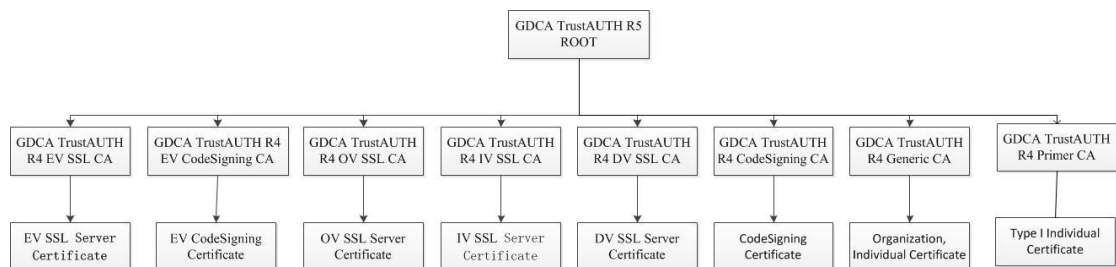 GDCA TrustAUTH R5
ROOT
GDCA TrustAUTH
R4 EV SSL CA
GDCA TrustAUTH R4
EV CodeSigning CA
GDCA TrustAUTH
R4 OV SSL CA
GDCA TrustAUTH
R4 IV SSL CA
GDCA TrustAUTH
R4 DV SSL CA
GDCA TrustAUTH
R4 CodeSigning CA
GDCA TrustAUTH
R4 Generic CA
GDCA TrustAUTH
R4 Primer CA
EV SSL Server
Certificate
EV CodeSigning
Certificate
OV SSL Server
Certificate
IV SSL Server
Certificate
DV SSL Server
Certificate
CodeSigning
Certificate
Organization,
Individual Certificate
Type I Individual
Certificate